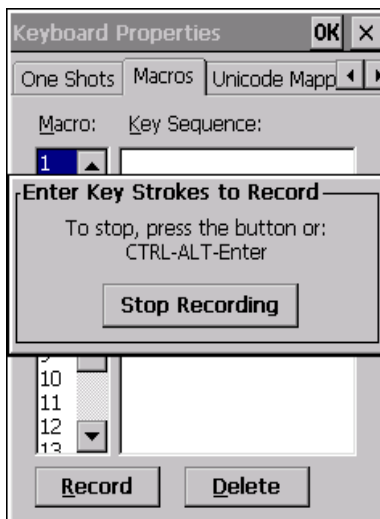 Keyboard Properties OK ×
One Shots Macros Unicode Mapp
Macro: Key Sequence:
1
Enter Key Strokes to Record
To stop, press the button or:
CTRL-ALT-Enter
Stop Recording
10
11
12
13
Record Delete